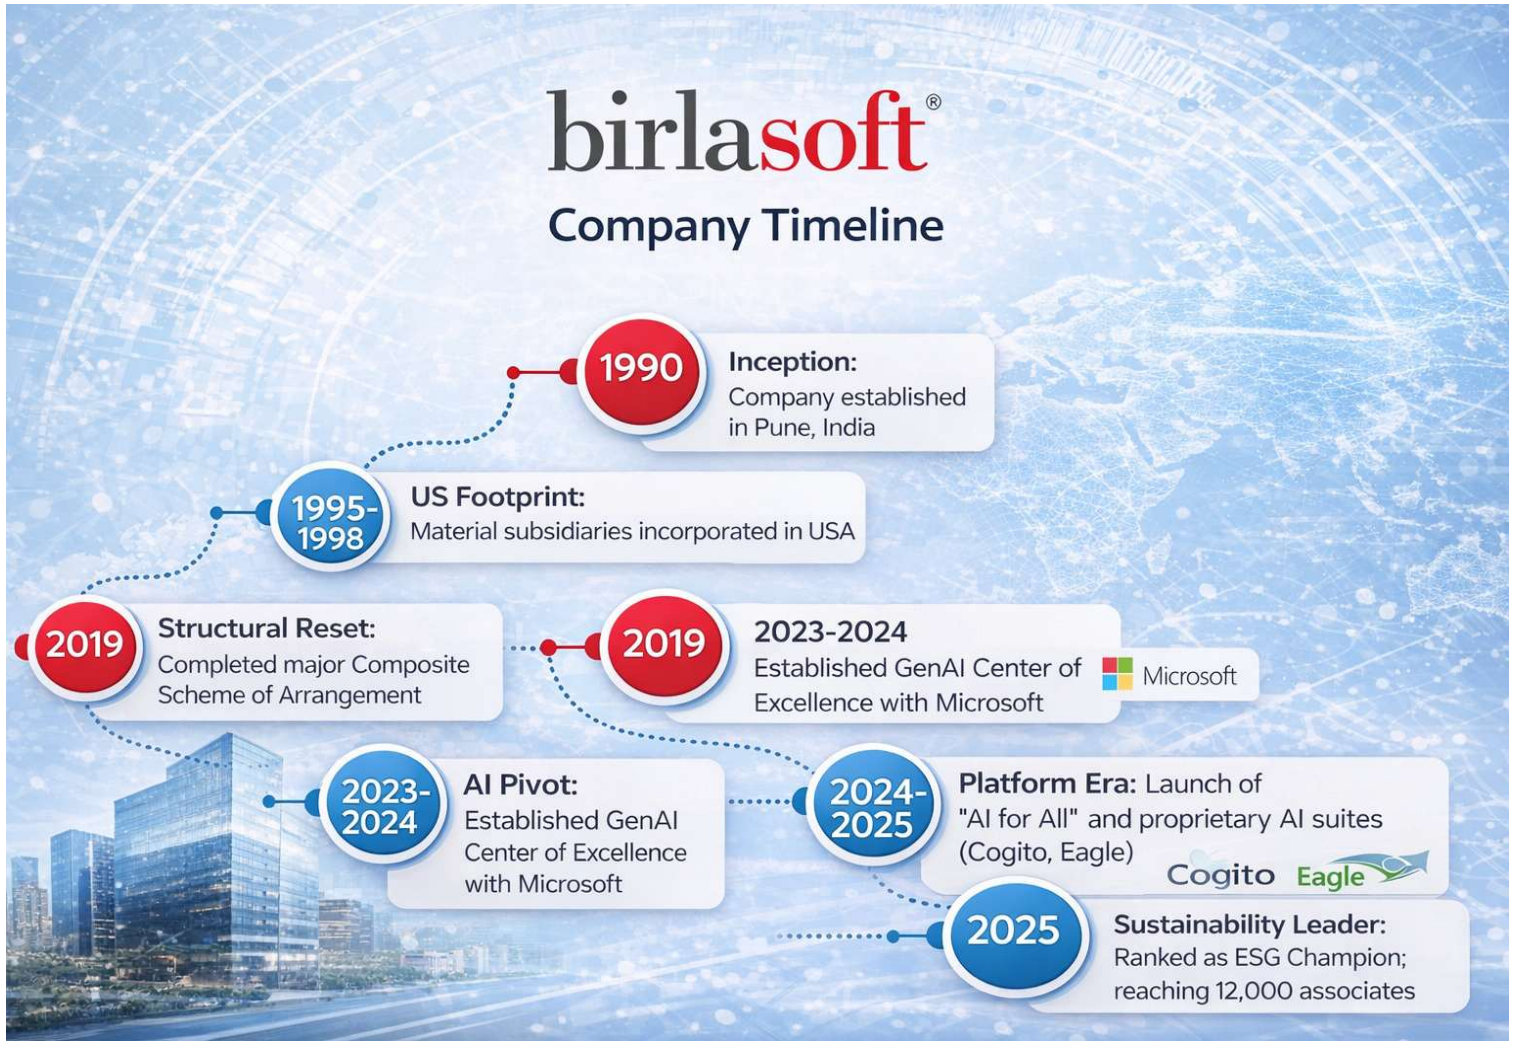 birlasoft®
Company Timeline
1990
Inception:
Company established
in Pune, India
1995-
1998
US Footprint:
Material subsidiaries incorporated in USA
2019
Structural Reset:
Completed major Composite
Scheme of Arrangement
2019
2023-2024
Established GenAI Center of
Excellence with Microsoft
Microsoft
2023-
2024
AI Pivot:
Established GenAI
Center of Excellence
with Microsoft
2024-
2025
Platform Era: Launch of
"AI for All" and proprietary AI suites
(Cogito, Eagle)
Cogito
Eagle
2025
Sustainability Leader:
Ranked as ESG Champion;
reaching 12,000 associates